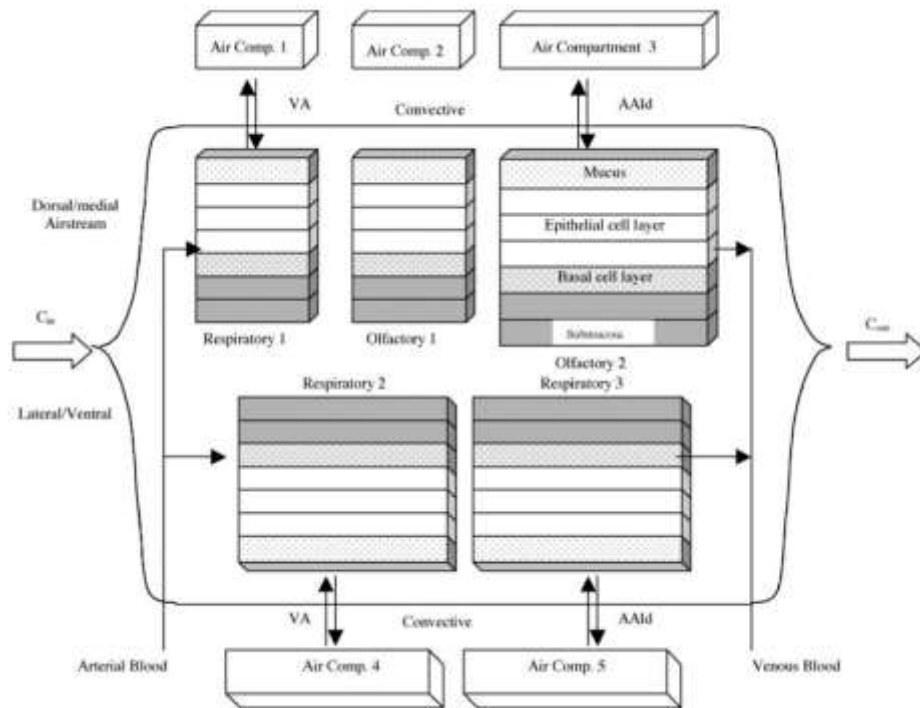 Air Comp. 1
Air Comp. 2
Air Compartment 3
VA
Convective
AAld
Dorsal/medial
Airstream
Mucus
Epithelial cell layer
Basal cell layer
Submucosa
C in
Respiratory 1
Olfactory 1
Olfactory 2
C out
Respiratory 2
Respiratory 3
Lateral/Ventral
VA
Convective
AAld
Arterial Blood
Air Comp. 4
Air Comp. 5
Venous Blood